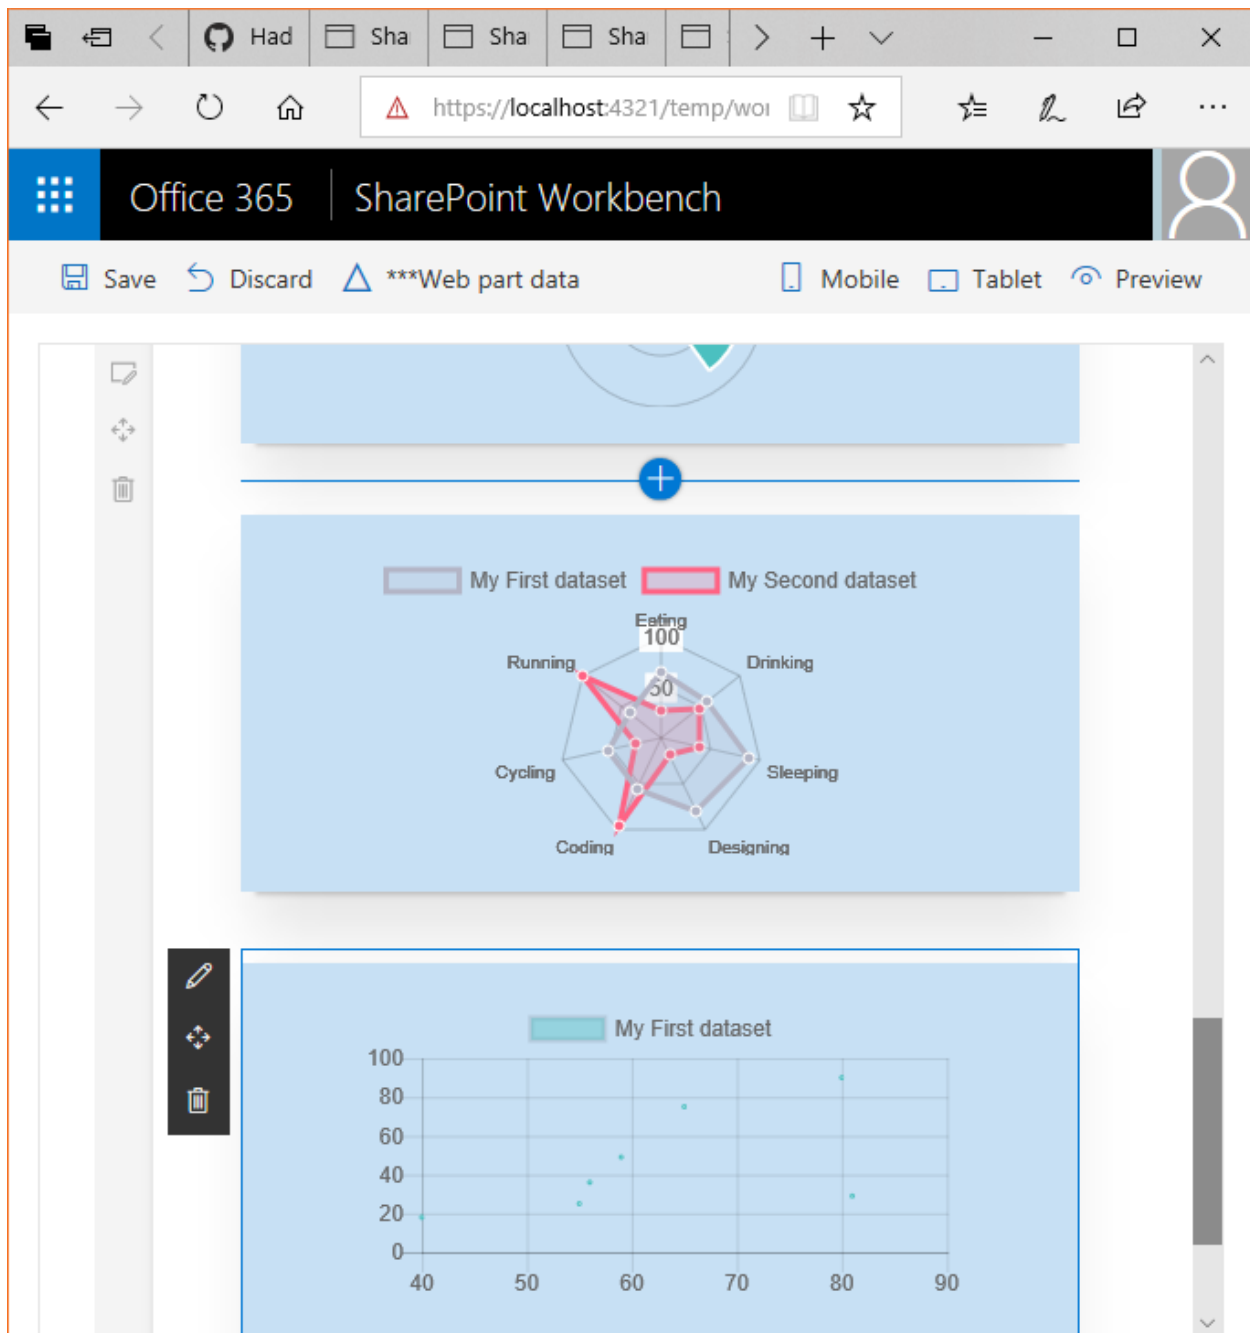 Had Sha Sha Sha
https://localhost:4321/temp/wor
Office 365 SharePoint Workbench
Save Discard ***Web part data Mobile Tablet Preview
My First dataset My Second dataset
Eating
100
Running Drinking
50
Cycling Sleeping
Coding Designing
My First dataset
100
80
60
40
20
0
40 50 60 70 80 90